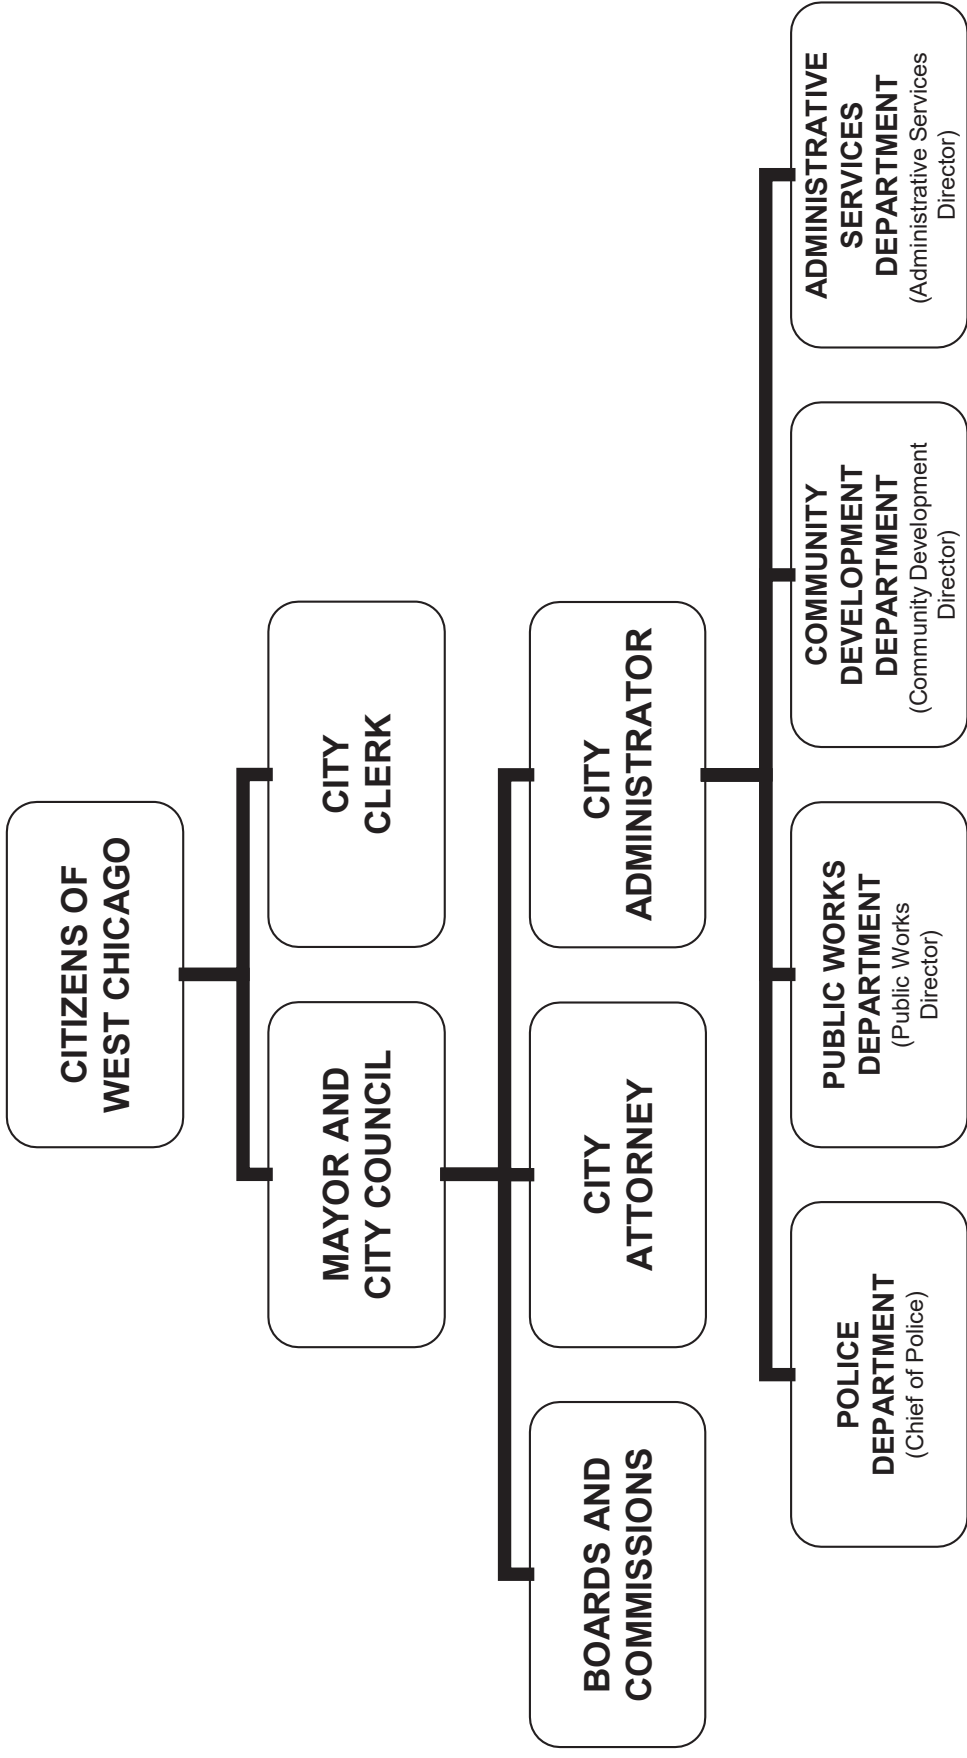 CITIZENS OF
WEST CHICAGO
MAYOR AND
CITY COUNCIL
CITY
CLERK
BOARDS AND
COMMISSIONS
CITY
ATTORNEY
CITY
ADMINISTRATOR
POLICE
DEPARTMENT
(Chief of Police)
PUBLIC WORKS
DEPARTMENT
(Public Works
Director)
COMMUNITY
DEVELOPMENT
DEPARTMENT
(Community Development
Director)
ADMINISTRATIVE
SERVICES
DEPARTMENT
(Administrative Services
Director)